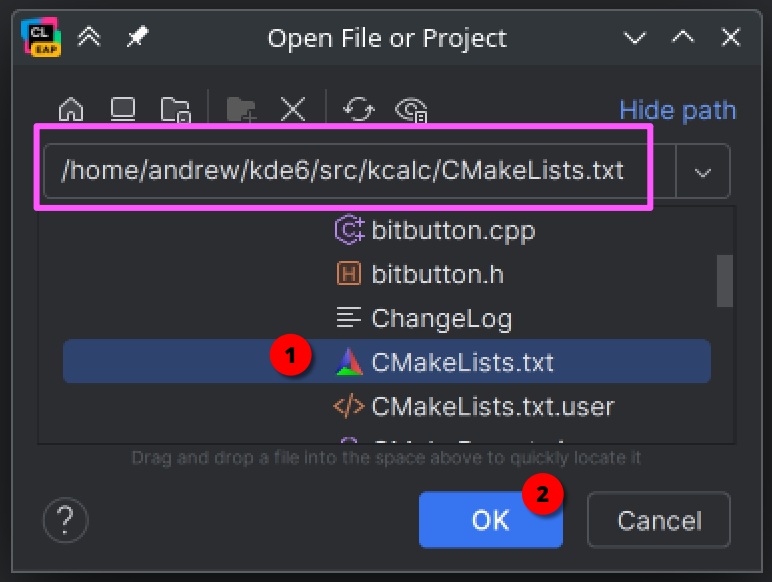 CL
EAP
Open File or Project
Hide path
/home/andrew/kde6/src/kcalc/CMakeLists.txt
C++ bitbutton.cpp
H bitbutton.h
ChangeLog
1
CMakeLists.txt
</> CMakeLists.txt.user
Drag and drop a file into the space above to quickly locate it
2
? OK Cancel